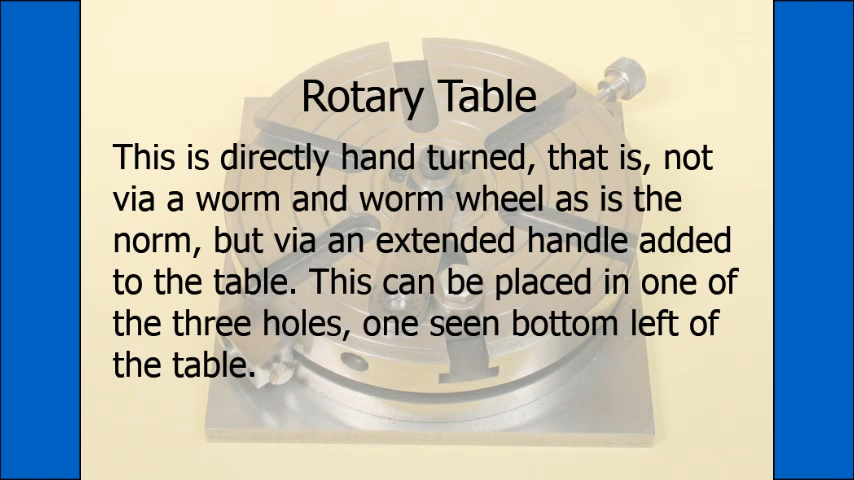 Rotary Table
This is directly hand turned, that is, not
via a worm and worm wheel as is the
norm, but via an extended handle added
to the table. This can be placed in one of
the three holes, one seen bottom left of
the table.